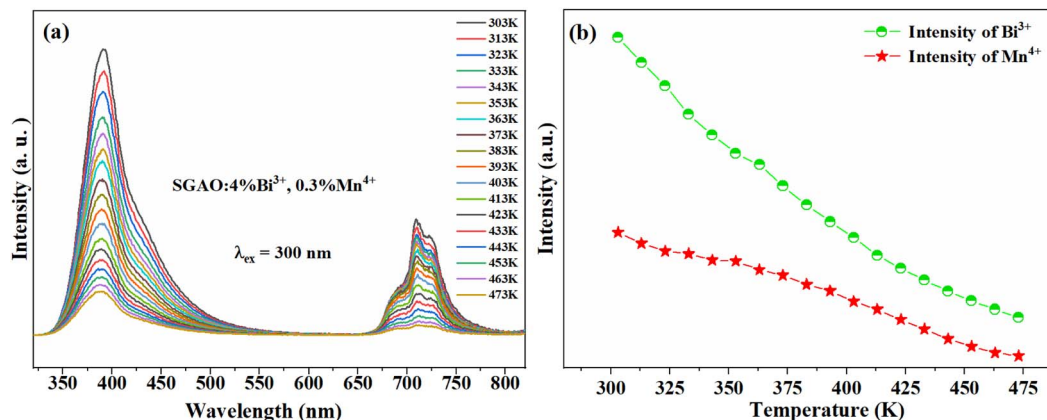 (a)
303K
313K
323K
333K
343K
353K
363K
373K
383K
393K
403K
413K
423K
433K
443K
453K
463K
473K
SGAO:4%Bi³⁺, 0.3%Mn⁴⁺
λex = 300 nm
Intensity (a. u.)
350 400 450 500 550 600 650 700 750 800
Wavelength (nm)
(b)
Intensity of Bi³⁺
Intensity of Mn⁴⁺
Intensity (a.u.)
300 325 350 375 400 425 450 475
Temperature (K)